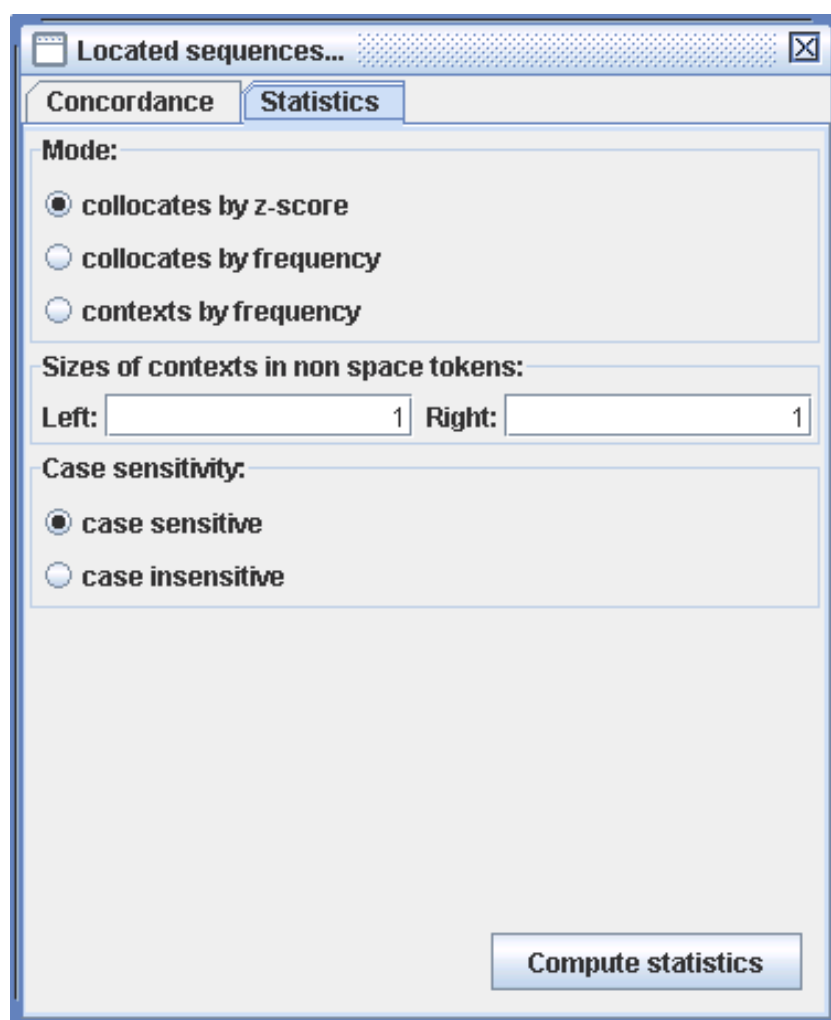 Located sequences...
Concordance Statistics
Mode:
collocates by z-score
collocates by frequency
contexts by frequency
Sizes of contexts in non space tokens:
Left: 1 Right: 1
Case sensitivity:
case sensitive
case insensitive
Compute statistics